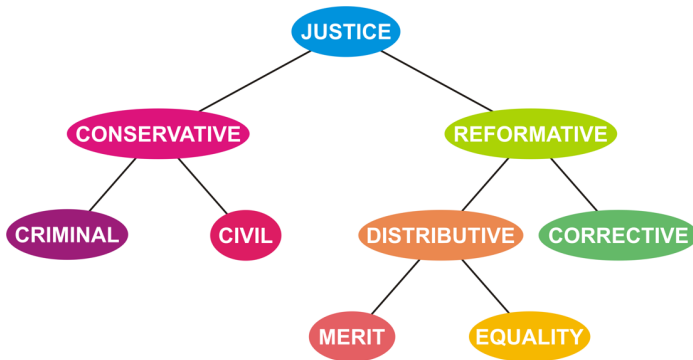 JUSTICE
CONSERVATIVE
REFORMATIVE
CRIMINAL
CIVIL
DISTRIBUTIVE
CORRECTIVE
MERIT
EQUALITY